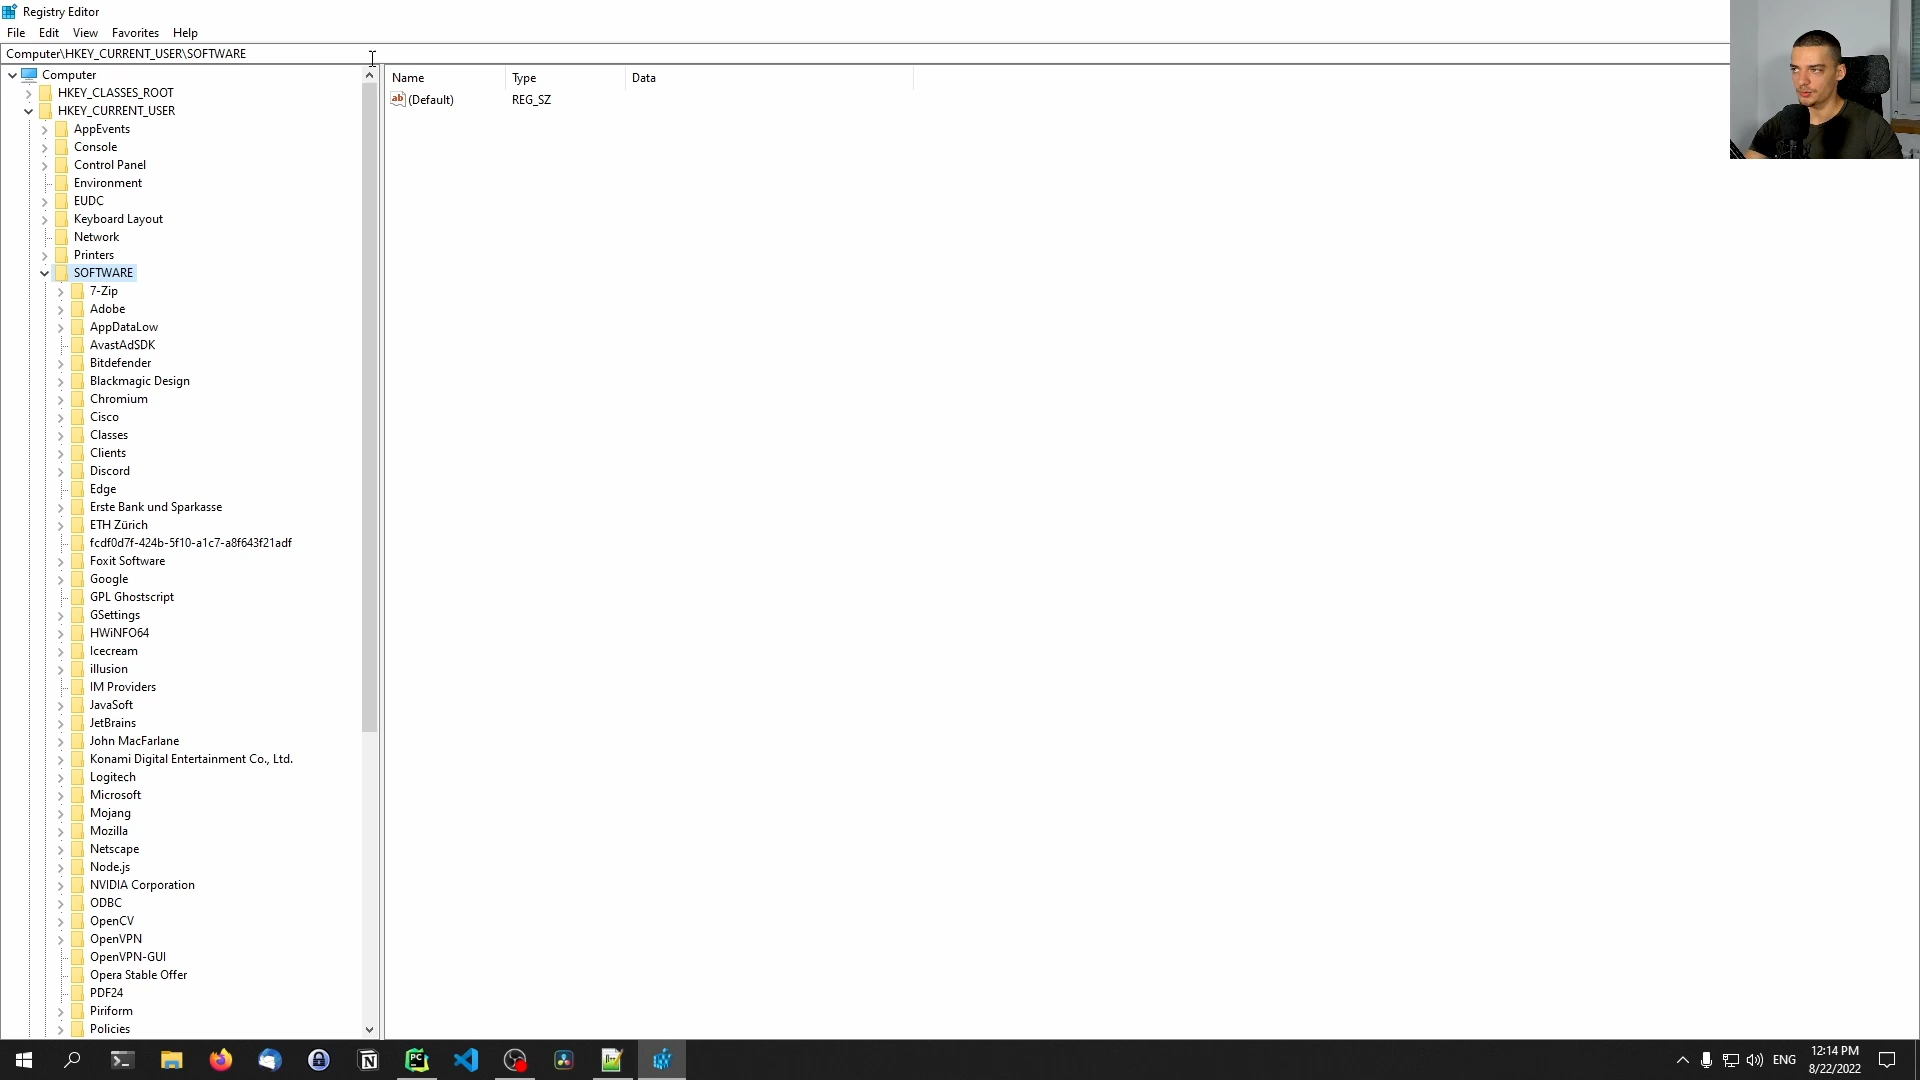 Registry Editor
File Edit View Favorites Help
Computer\HKEY_CURRENT_USER\SOFTWARE
Computer
HKEY_CLASSES_ROOT
HKEY_CURRENT_USER
AppEvents
Console
Control Panel
Environment
EUDC
Keyboard Layout
Network
Printers
SOFTWARE
7-Zip
Adobe
AppDataLow
AvastAdSDK
Bitdefender
Blackmagic Design
Chromium
Cisco
Classes
Clients
Discord
Edge
Erste Bank und Sparkasse
ETH Zürich
fcdf0d7f-424b-5f10-a1c7-a8f643f21adf
Foxit Software
Google
GPL Ghostscript
GSettings
HWiNFO64
Icecream
illusion
IM Providers
JavaSoft
JetBrains
John MacFarlane
Konami Digital Entertainment Co., Ltd.
Logitech
Microsoft
Mojang
Mozilla
Netscape
Node.js
NVIDIA Corporation
ODBC
OpenCV
OpenVPN
OpenVPN-GUI
Opera Stable Offer
PDF24
Piriform
Policies
Name Type Data
ab (Default) REG_SZ
N
PC
ENG
12:14 PM
8/22/2022